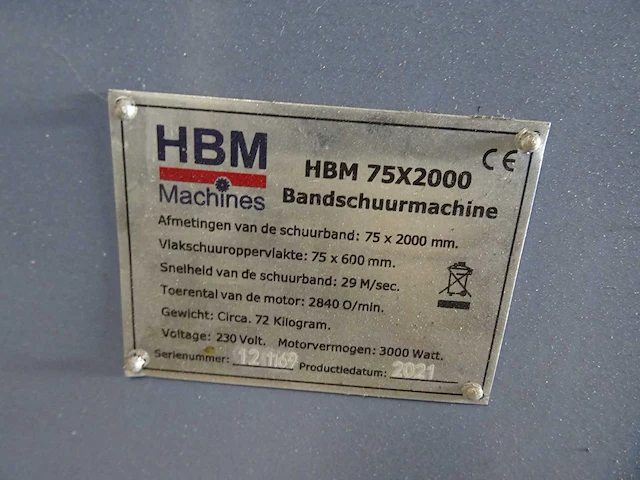 HBM
Machines
CE
HBM 75X2000
Bandschuurmachine
Afmetingen van de schuurband: 75 x 2000 mm.
Vlakschuuroppervlakte: 75 x 600 mm.
Snelheid van de schuurband: 29 M/sec.
Toerental van de motor: 2840 O/min.
Gewicht: Circa. 72 Kilogram.
Voltage: 230 Volt. Motorvermogen: 3000 Watt.
Serienummer: Productiedatum: 2021